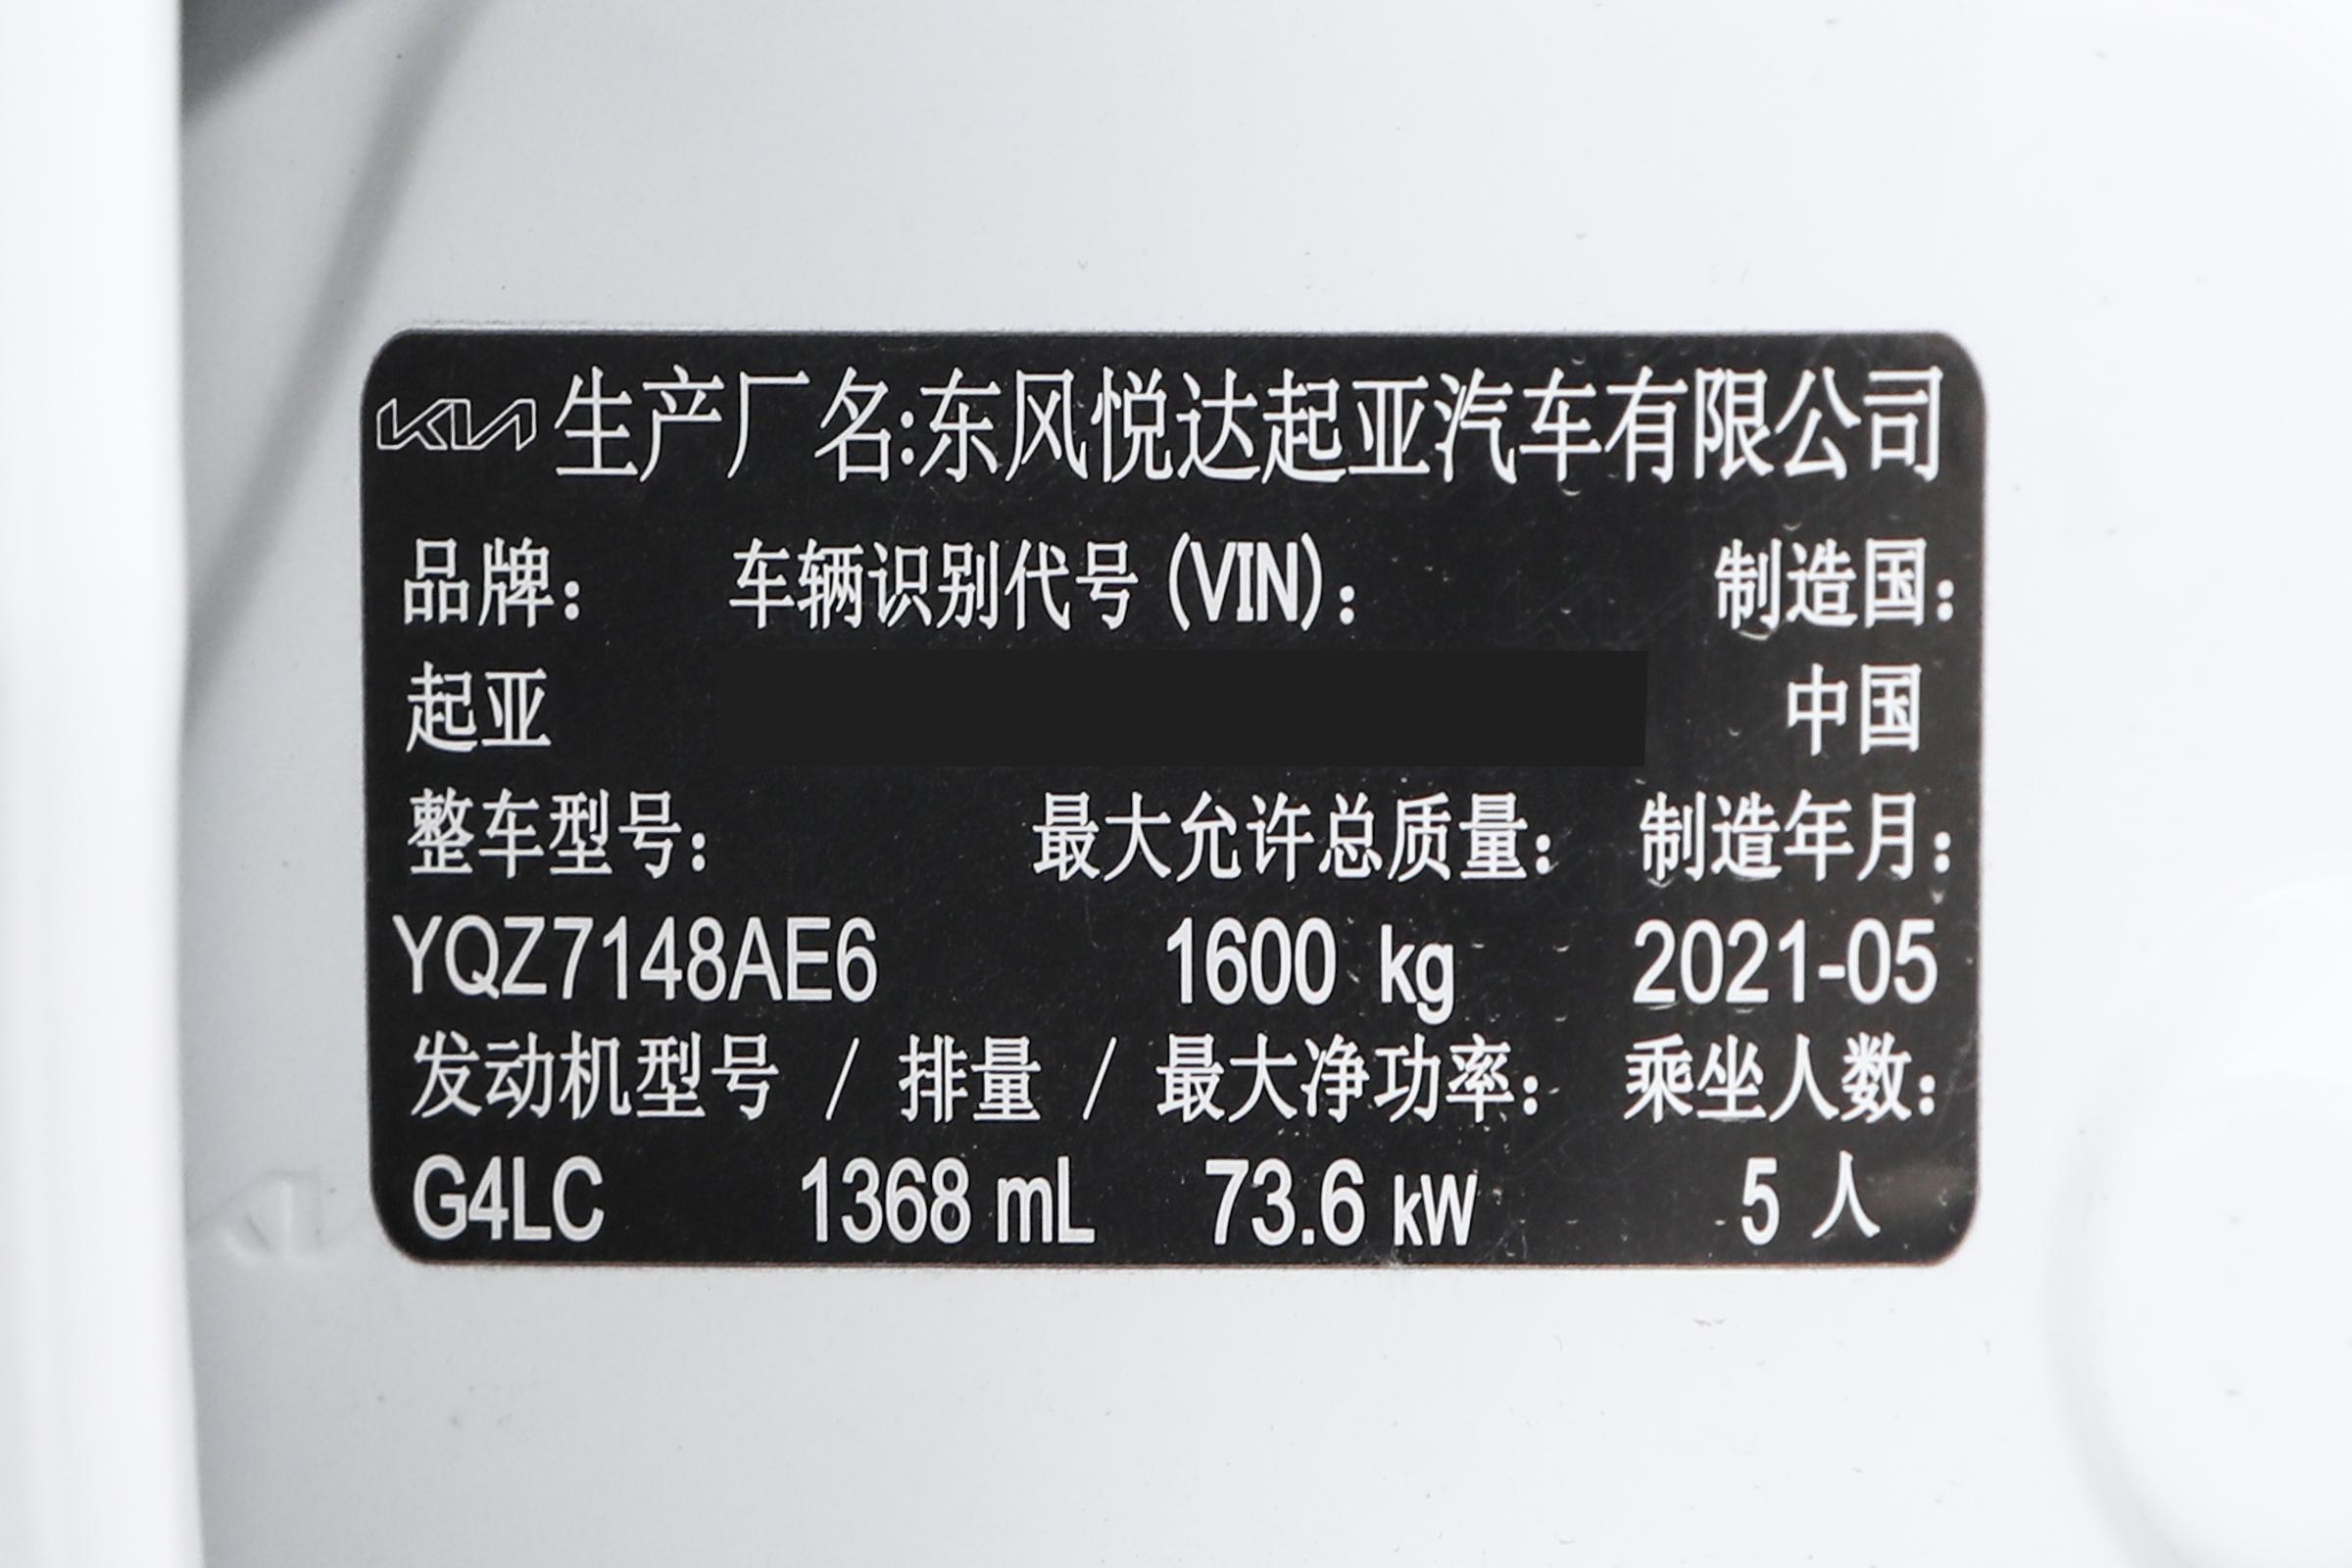 KIA 生产厂名:东风悦达起亚汽车有限公司
品牌: 车辆识别代号 (VIN): 制造国:
起亚 中国
整车型号: 最大允许总质量: 制造年月:
YQZ7148AE6 1600 kg 2021-05
发动机型号 / 排量 / 最大净功率: 乘坐人数:
G4LC 1368 mL 73.6 kW 5 人